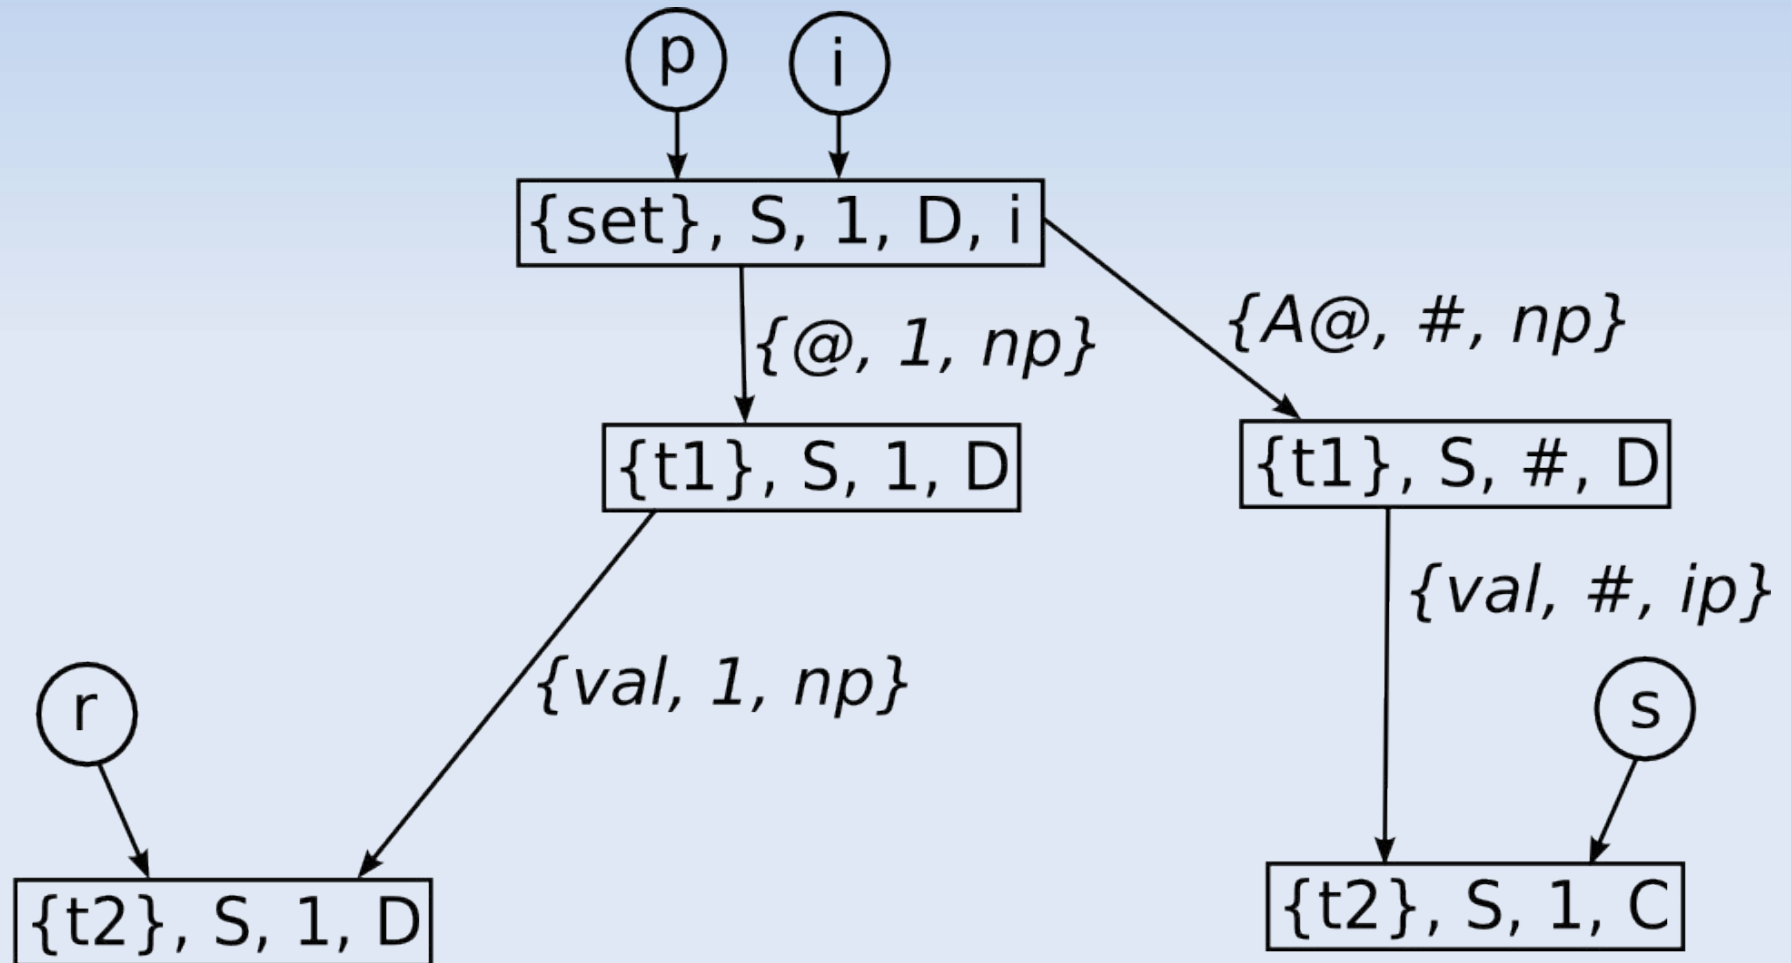 p
i
{set}, S, 1, D, i
{@, 1, np}
{A@, #, np}
{t1}, S, 1, D
{t1}, S, #, D
{val, #, ip}
{val, 1, np}
r
s
{t2}, S, 1, D
{t2}, S, 1, C